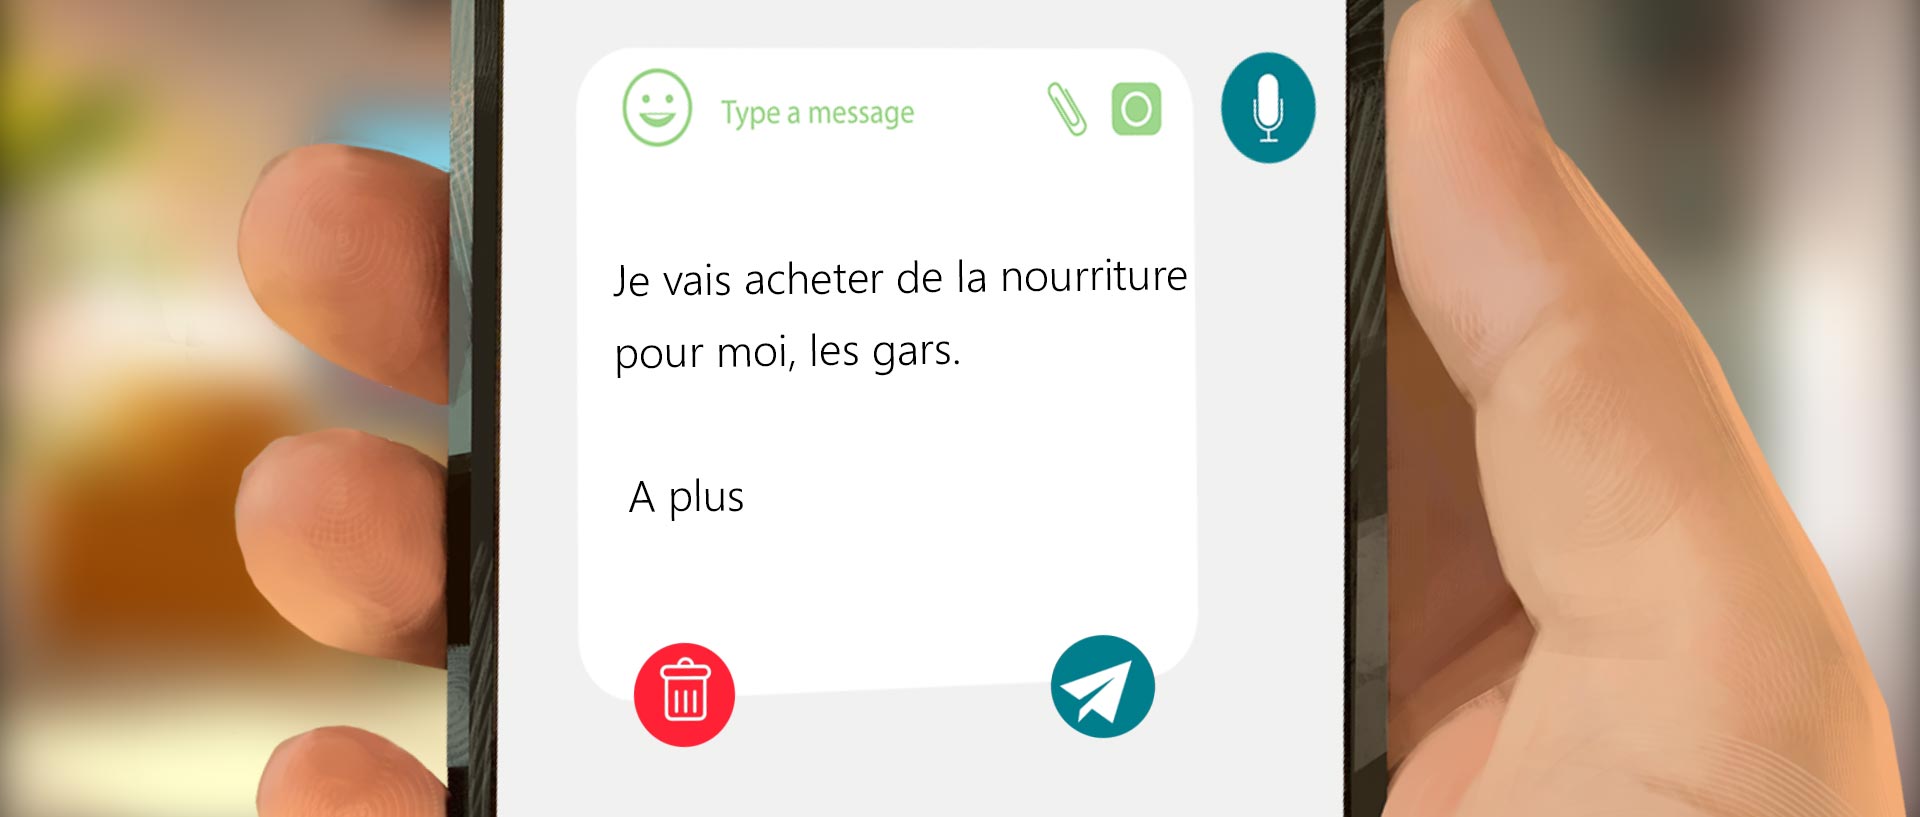 Type a message
Je vais acheter de la nourriture
pour moi, les gars.
A plus